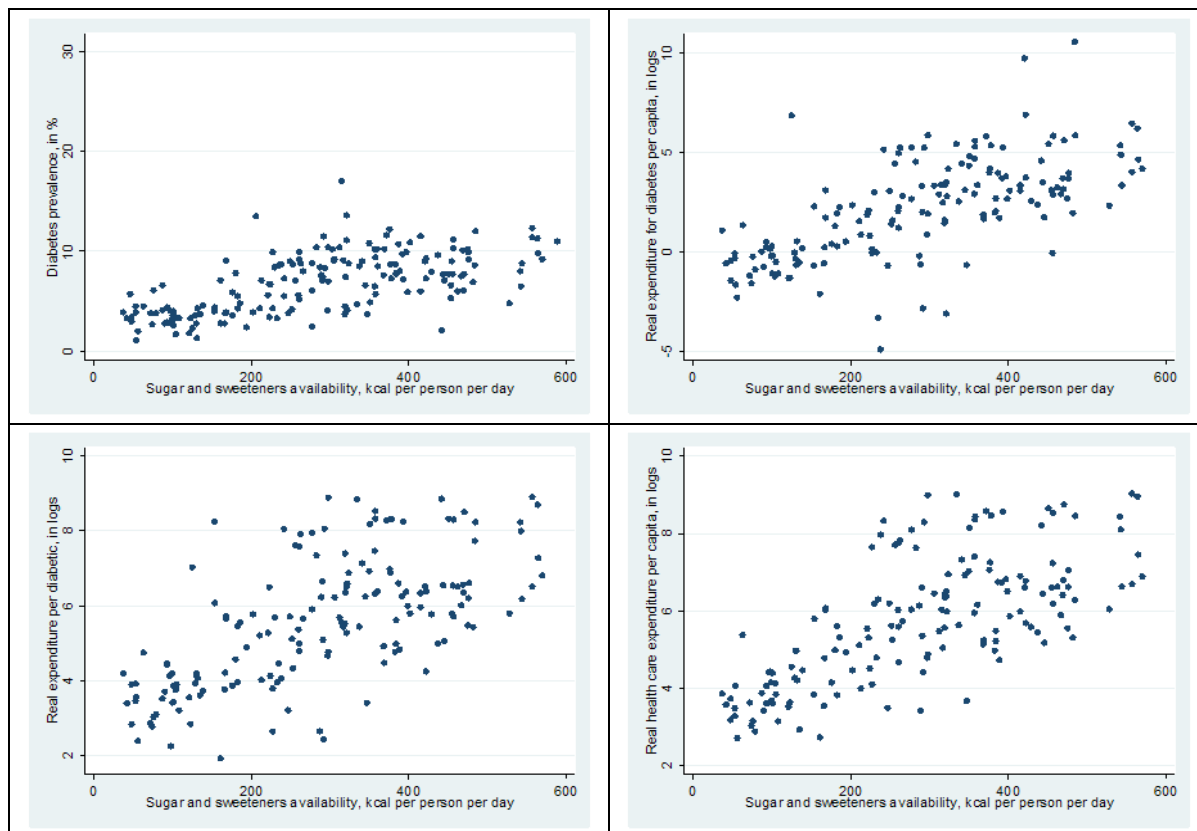 Diabetes prevalence, in %
30
20
10
0
0 200 400 600
Sugar and sweeteners availability, kcal per person per day
Real expenditure for diabetes per capita, in logs
10
5
0
-5
0 200 400 600
Sugar and sweeteners availability, kcal per person per day
Real expenditure per diabetic, in logs
10
8
6
4
2
0 200 400 600
Sugar and sweeteners availability, kcal per person per day
Real health care expenditure per capita, in logs
10
8
6
4
2
0 200 400 600
Sugar and sweeteners availability, kcal per person per day